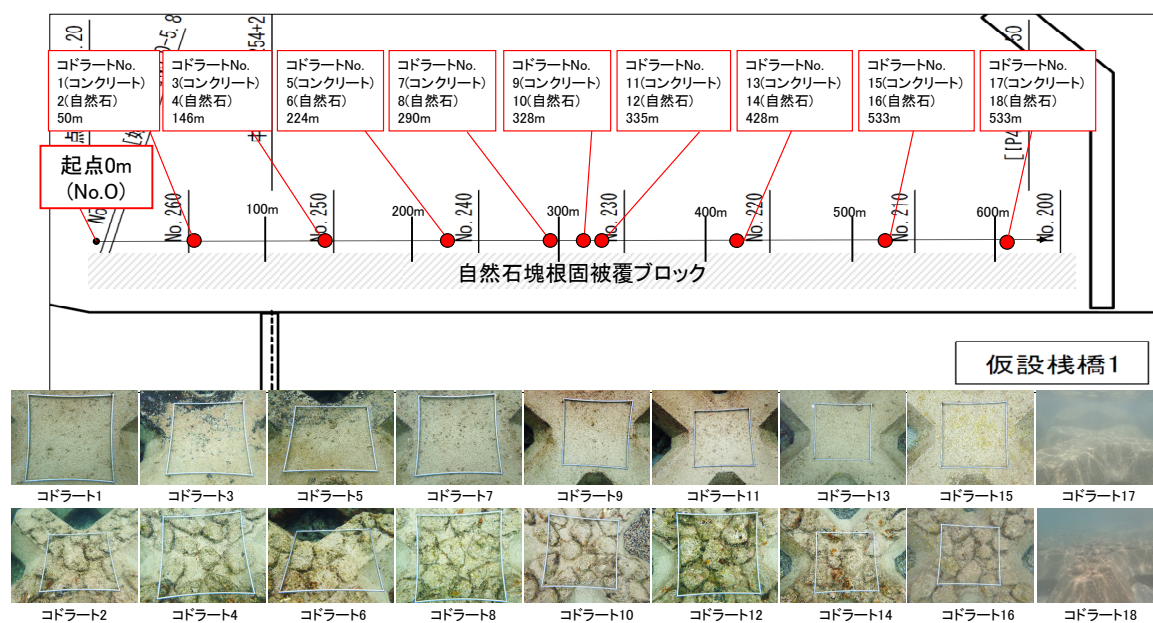 コドラートNo.
1(コンクリート)
2(自然石)
50m
コドラートNo.
3(コンクリート)
4(自然石)
146m
コドラートNo.
5(コンクリート)
6(自然石)
224m
コドラートNo.
7(コンクリート)
8(自然石)
290m
コドラートNo.
9(コンクリート)
10(自然石)
328m
コドラートNo.
11(コンクリート)
12(自然石)
335m
コドラートNo.
13(コンクリート)
14(自然石)
428m
コドラートNo.
15(コンクリート)
16(自然石)
533m
コドラートNo.
17(コンクリート)
18(自然石)
533m
起点0m
(No.O)
No. 260
100m
No. 250
200m
No. 240
300m
No. 230
400m
No. 220
500m
No. 210
600m
No. 200
自然石塊根固被覆ブロック
仮設桟橋1
コドラート1
コドラート3
コドラート5
コドラート7
コドラート9
コドラート11
コドラート13
コドラート15
コドラート17
コドラート2
コドラート4
コドラート6
コドラート8
コドラート10
コドラート12
コドラート14
コドラート16
コドラート18